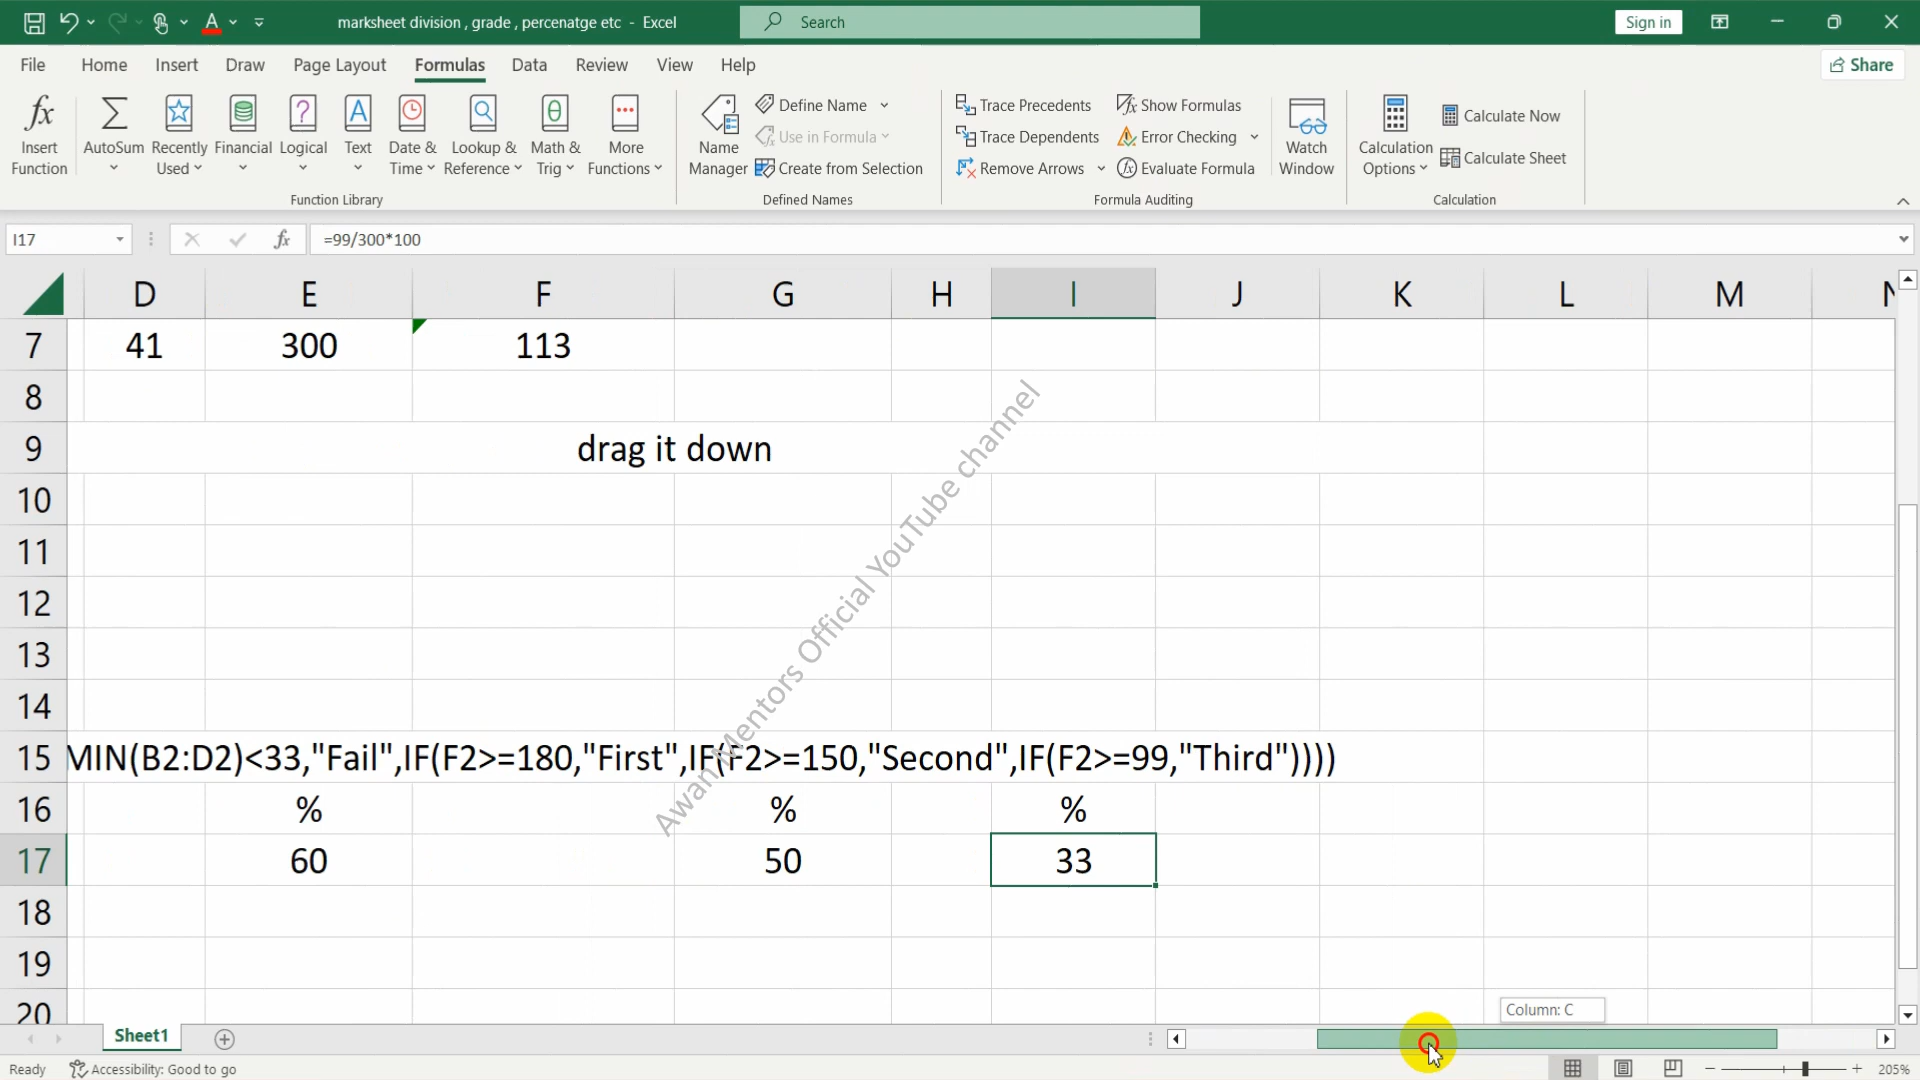 marksheet division , grade , percenatge etc - Excel
Search
Sign in
File Home Insert Draw Page Layout Formulas Data Review View Help
Share
Insert Function
AutoSum
Recently Used
Financial
Logical
Text
Date & Time
Lookup & Reference
Math & Trig
More Functions
Function Library
Name Manager
Define Name
Use in Formula
Create from Selection
Defined Names
Trace Precedents
Trace Dependents
Remove Arrows
Show Formulas
Error Checking
Evaluate Formula
Formula Auditing
Watch Window
Calculation Options
Calculate Now
Calculate Sheet
Calculation
I17
fx
=99/300*100
D E F G H I J K L M N
7 41 300 113
8
9 drag it down
10
11
12
13
14
15 MIN(B2:D2)<33,"Fail",IF(F2>=180,"First",IF(F2>=150,"Second",IF(F2>=99,"Third"))))
16 % % %
17 60 50 33
18
19
20
Awan Mentors Official YouTube channel
Column: C
Sheet1
Ready
Accessibility: Good to go
205%